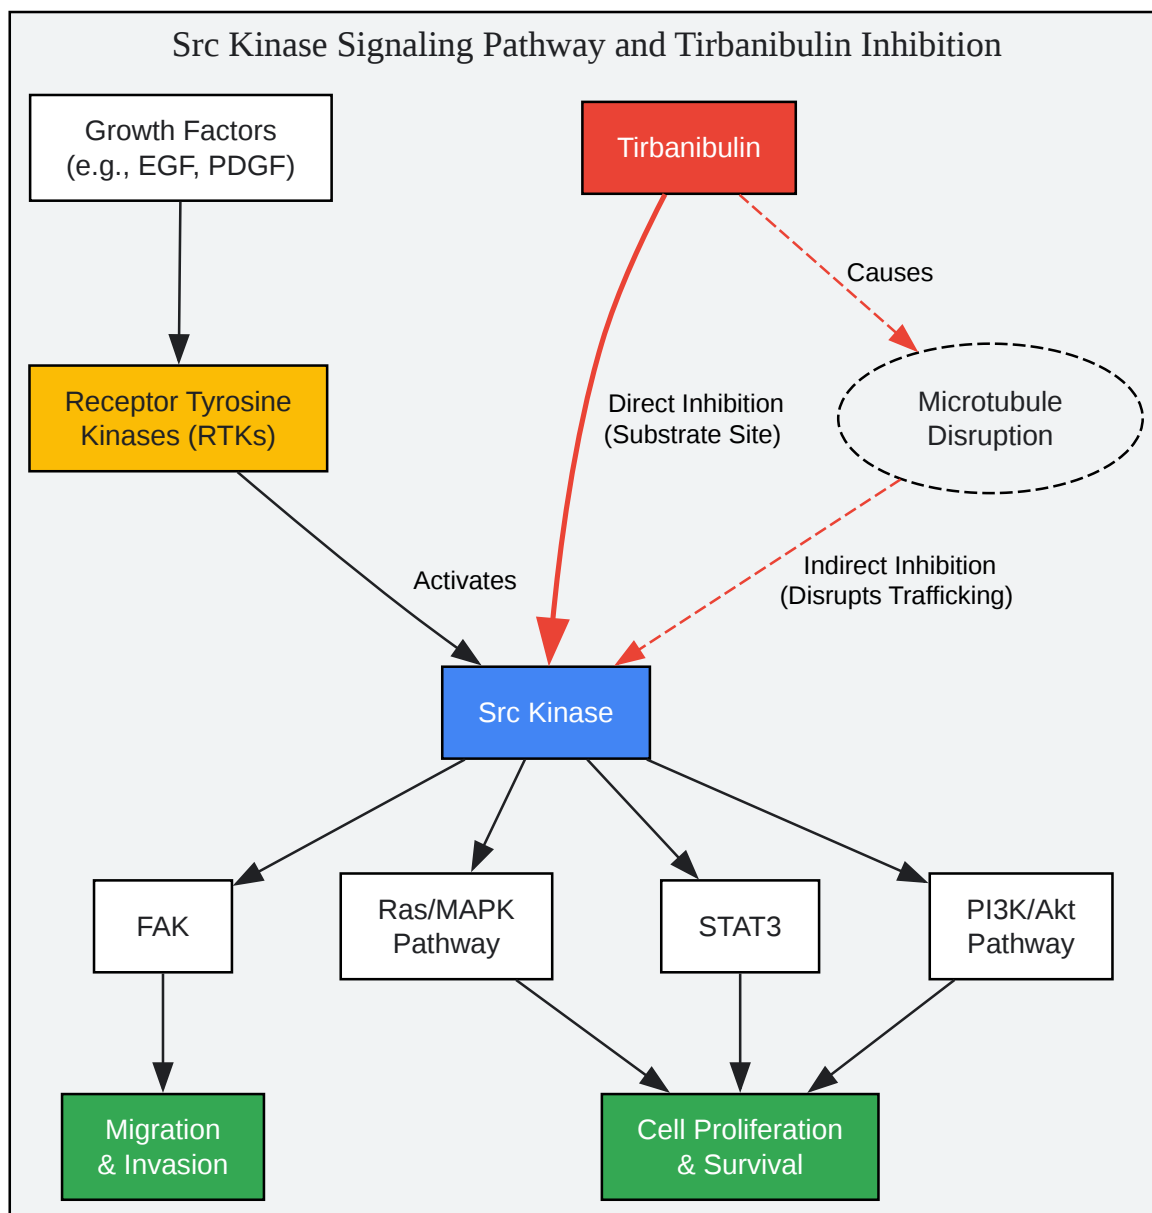 Src Kinase Signaling Pathway and Tirbanibulin Inhibition
Growth Factors
(e.g., EGF, PDGF)
Tirbanibulin
Causes
Receptor Tyrosine
Kinases (RTKs)
Direct Inhibition
(Substrate Site)
Microtubule
Disruption
Activates
Indirect Inhibition
(Disrupts Trafficking)
Src Kinase
FAK
Ras/MAPK
Pathway
STAT3
PI3K/Akt
Pathway
Migration
& Invasion
Cell Proliferation
& Survival